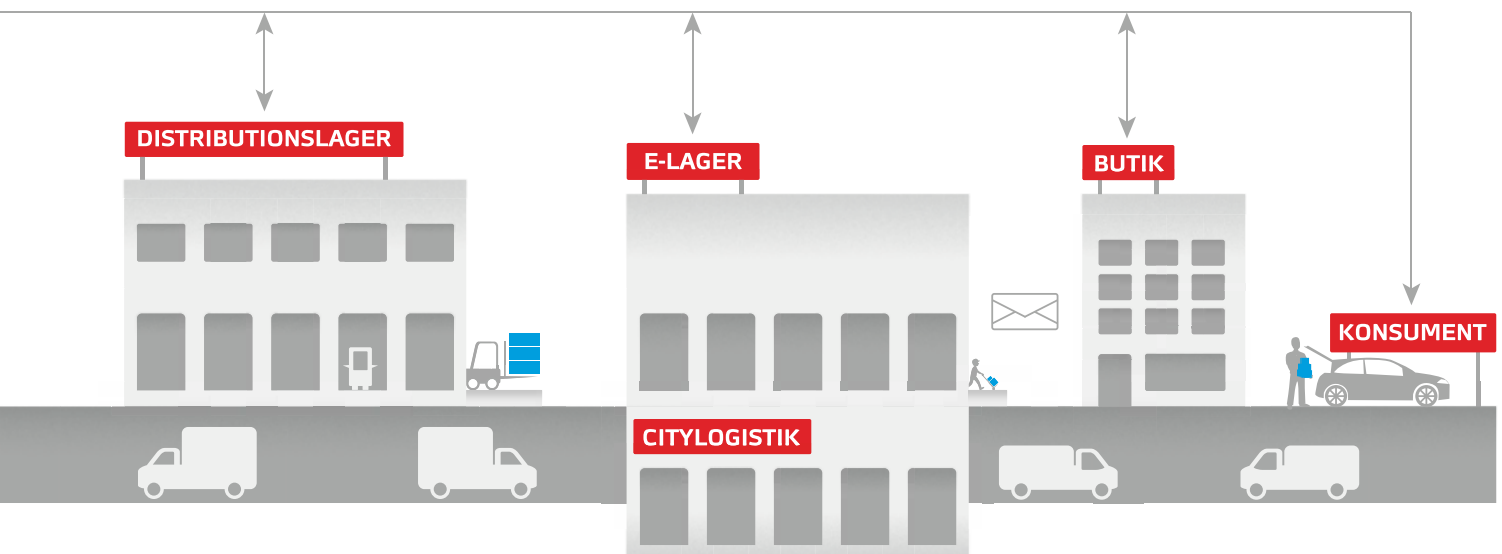 DISTRIBUTIONSLAGER
E-LAGER
BUTIK
KONSUMENT
CITYLOGISTIK